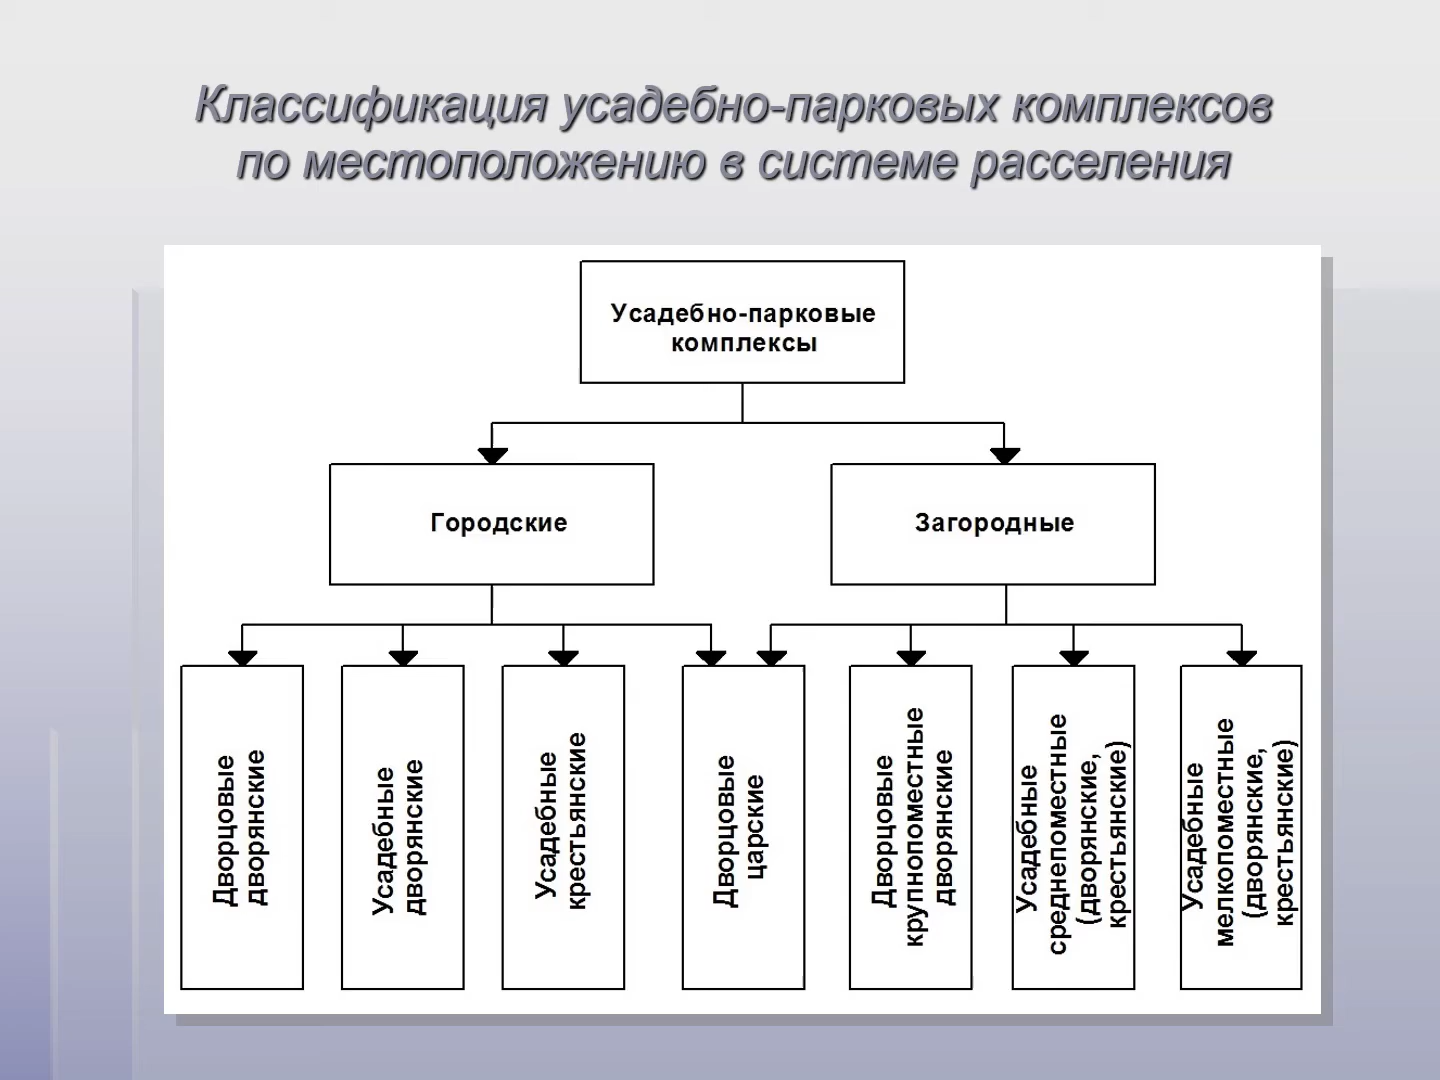 Классификация усадебно-парковых комплексов
по местоположению в системе расселения
Усадебно-парковые
комплексы
Городские
Загородные
Дворцовые
дворянские
Усадебные
дворянские
Усадебные
крестьянские
Дворцовые
царские
Дворцовые
крупнопоместные
дворянские
Усадебные
среднепоместные
(дворянские,
крестьянские)
Усадебные
мелкопоместные
(дворянские,
крестьянские)